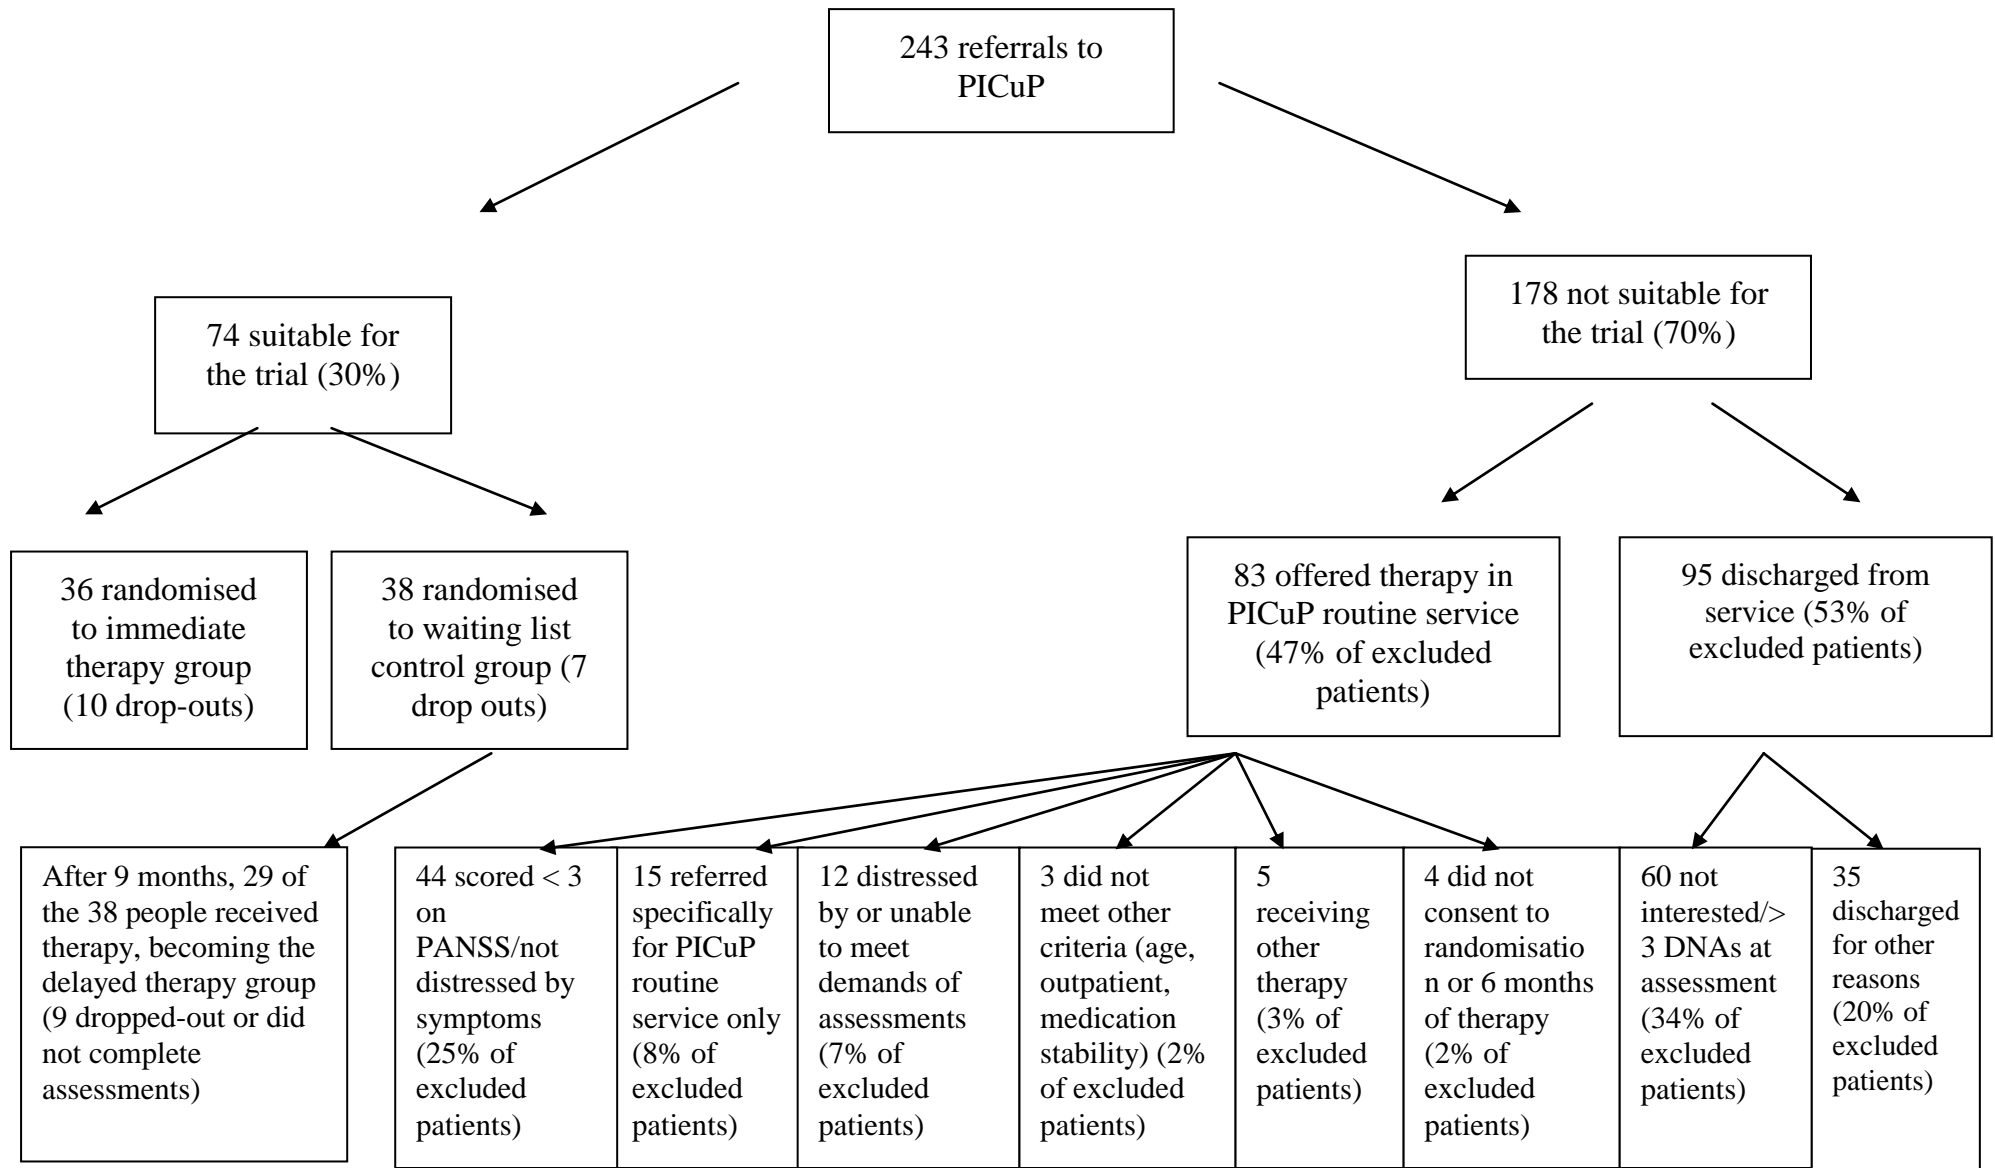 243 referrals to
PICuP
74 suitable for
the trial (30%)
178 not suitable for
the trial (70%)
36 randomised
to immediate
therapy group
(10 drop-outs)
38 randomised
to waiting list
control group (7
drop outs)
83 offered therapy in
PICuP routine service
(47% of excluded
patients)
95 discharged from
service (53% of
excluded patients)
After 9 months, 29 of
the 38 people received
therapy, becoming the
delayed therapy group
(9 dropped-out or did
not complete
assessments)
44 scored < 3
on
PANSS/not
distressed by
symptoms
(25% of
excluded
patients)
15 referred
specifically
for PICuP
routine
service only
(8% of
excluded
patients)
12 distressed
by or unable
to meet
demands of
assessments
(7% of
excluded
patients)
3 did not
meet other
criteria (age,
outpatient,
medication
stability) (2%
of excluded
patients)
5
receiving
other
therapy
(3% of
excluded
patients)
4 did not
consent to
randomisatio
n or 6 months
of therapy
(2% of
excluded
patients)
60 not
interested/>
3 DNAs at
assessment
(34% of
excluded
patients)
35
discharged
for other
reasons
(20% of
excluded
patients)